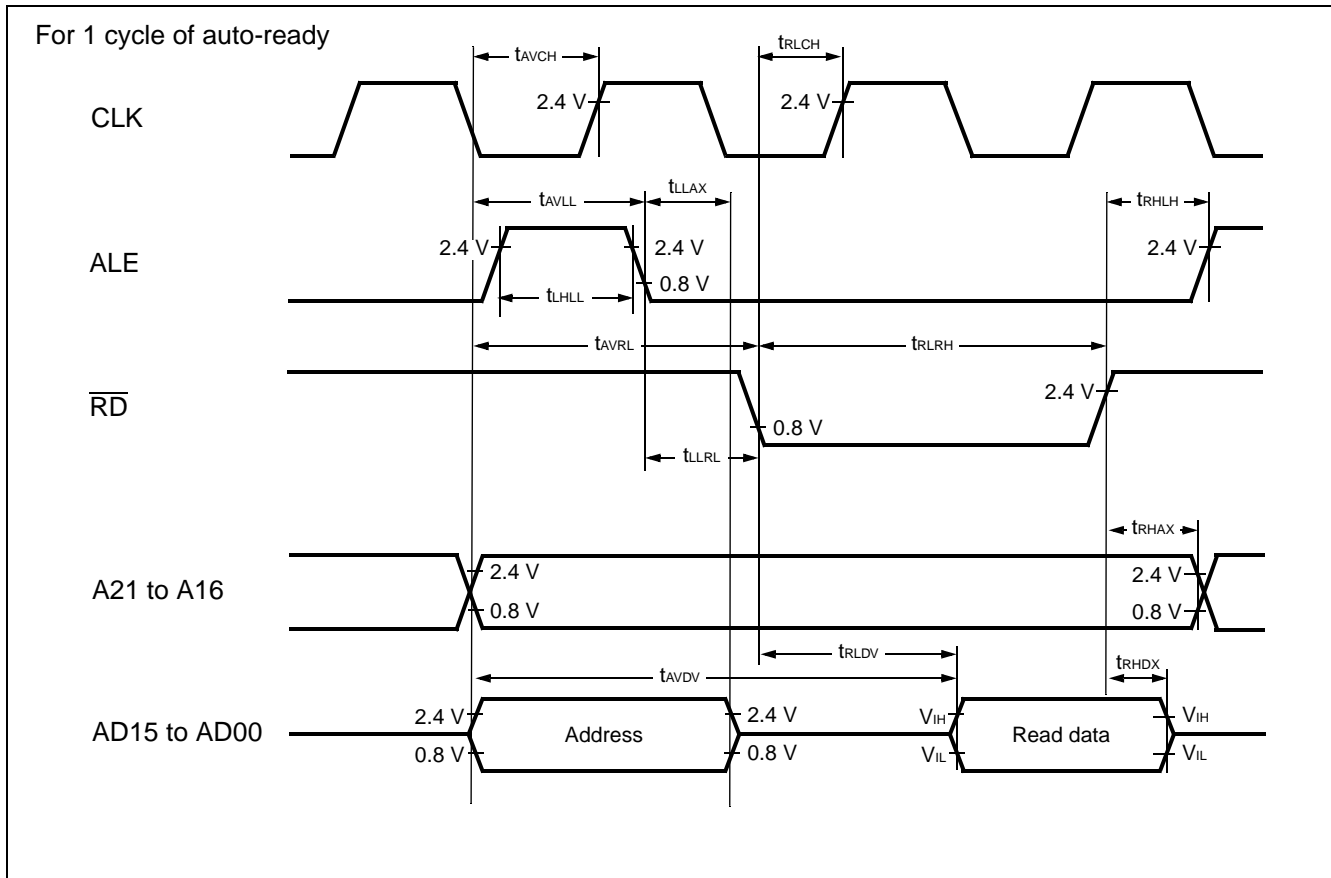 For 1 cycle of auto-ready
tAVCH
tRLCH
2.4 V
2.4 V
CLK
tAVLL
tLLAX
tRHLH
2.4 V
2.4 V
2.4 V
ALE
0.8 V
tLHLL
tAVRL
tRLRH
RD
2.4 V
0.8 V
tLLRL
tRHAX
2.4 V
2.4 V
A21 to A16
0.8 V
0.8 V
tRLDV
tAVDV
tRHDX
2.4 V
2.4 V
VIH
VIH
AD15 to AD00
Address
Read data
0.8 V
0.8 V
VIL
VIL